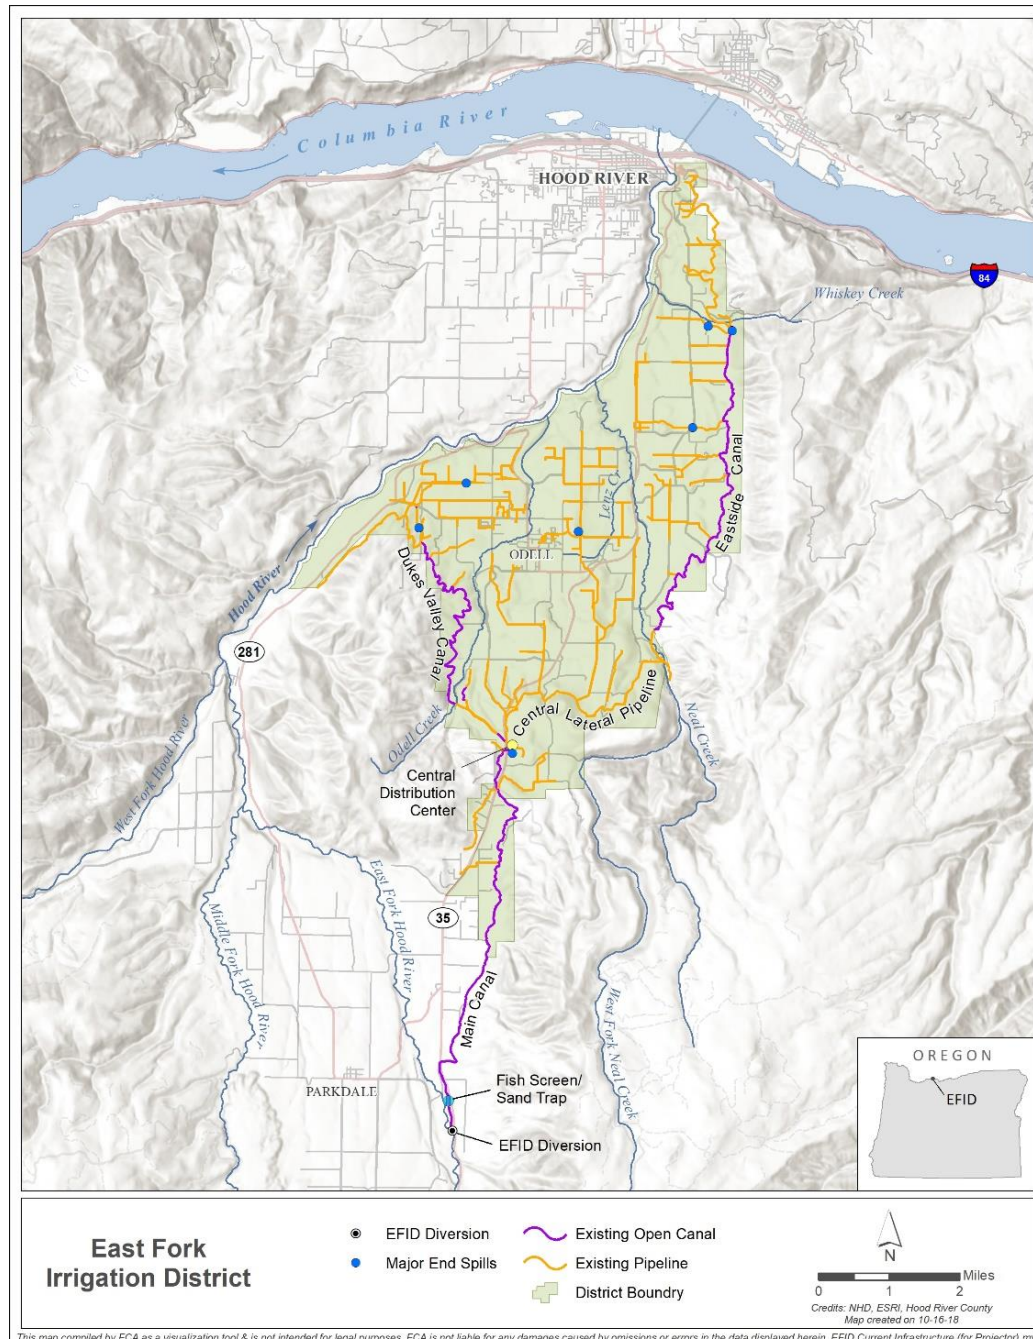 Columbia River
HOOD RIVER
84
Whiskey Creek
Eastside Canal
Lenz C
ODELL
Dukes Valley Canal
Hood River
281
Central Lateral Pipeline
Odell Creek
Neal Creek
West Fork Hood River
Central
Distribution
Center
East Fork Hood River
35
Middle Fork Hood River
Main Canal
West Fork Neal Creek
PARKDALE
Fish Screen/
Sand Trap
EFID Diversion
OREGON
EFID
East Fork
Irrigation District
EFID Diversion
Major End Spills
Existing Open Canal
Existing Pipeline
District Boundry
N
Miles
0 1 2
Credits: NHD, ESRI, Hood River County
Map created on 10-16-18
This map compiled by FCA as a visualization tool & is not intended for legal purposes. FCA is not liable for any damages caused by omissions or errors in the data displayed herein. EFID Current Infrastructure (for Projector)